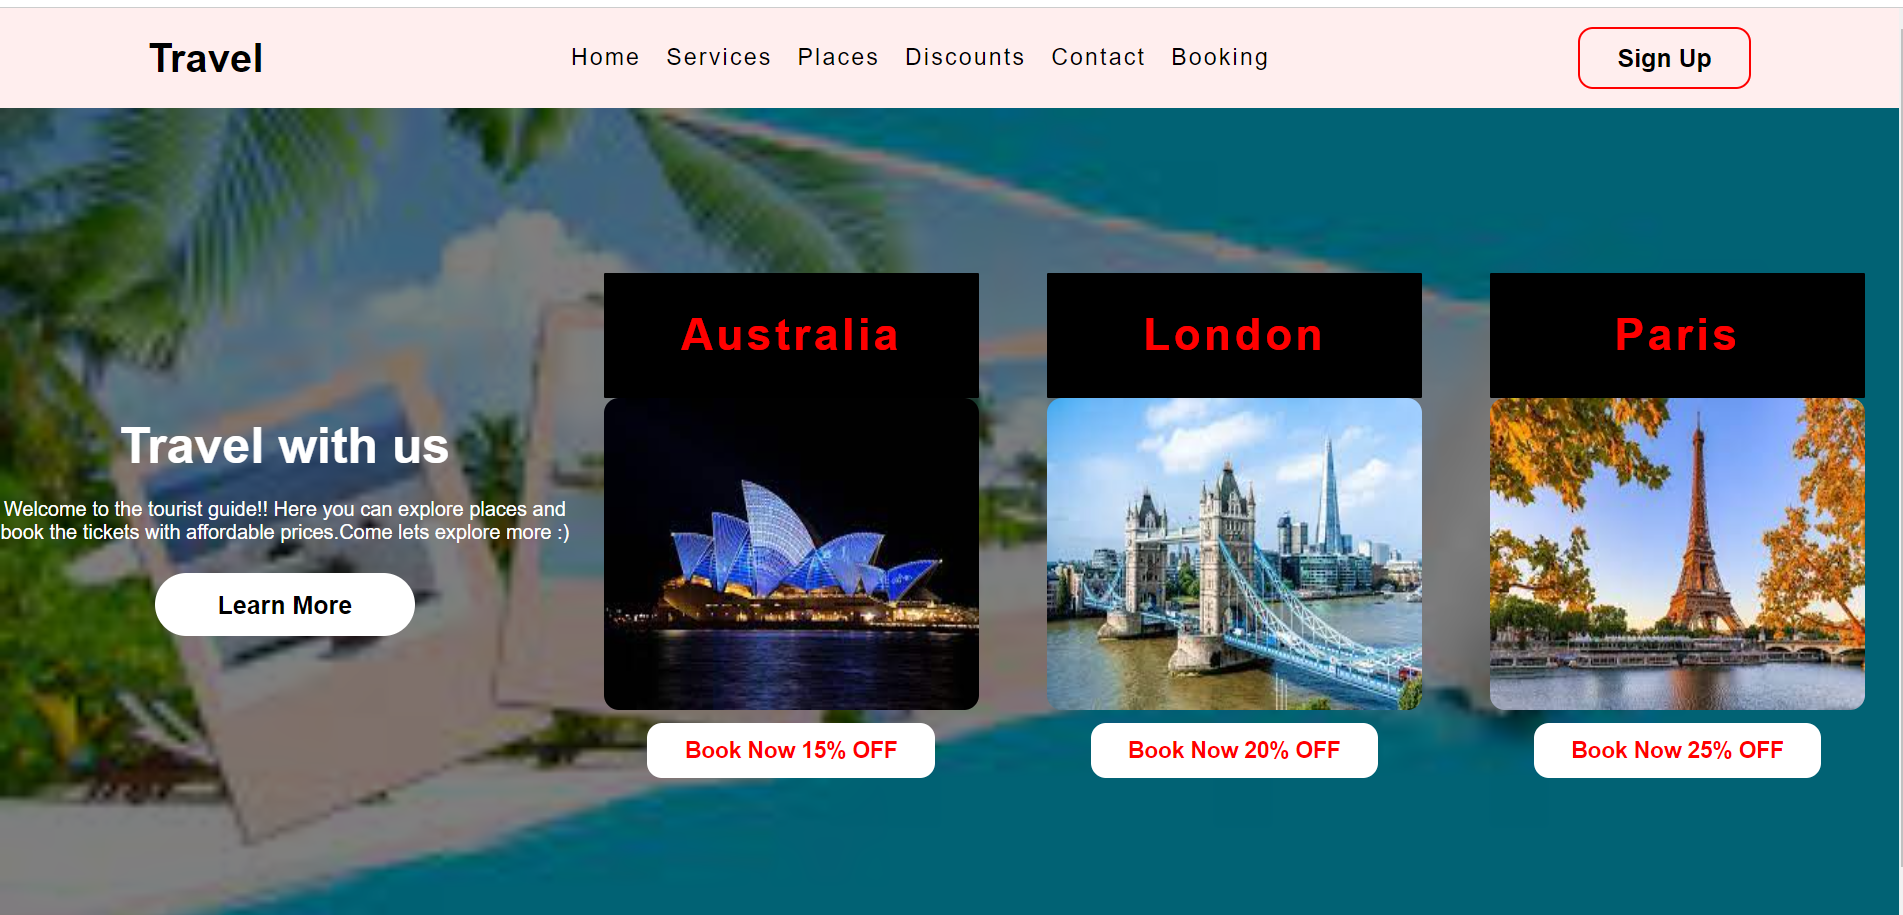 Travel
Home Services Places Discounts Contact Booking
Sign Up
Travel with us
Welcome to the tourist guide!! Here you can explore places and
book the tickets with affordable prices.Come lets explore more :)
Learn More
Australia
Book Now 15% OFF
London
Book Now 20% OFF
Paris
Book Now 25% OFF